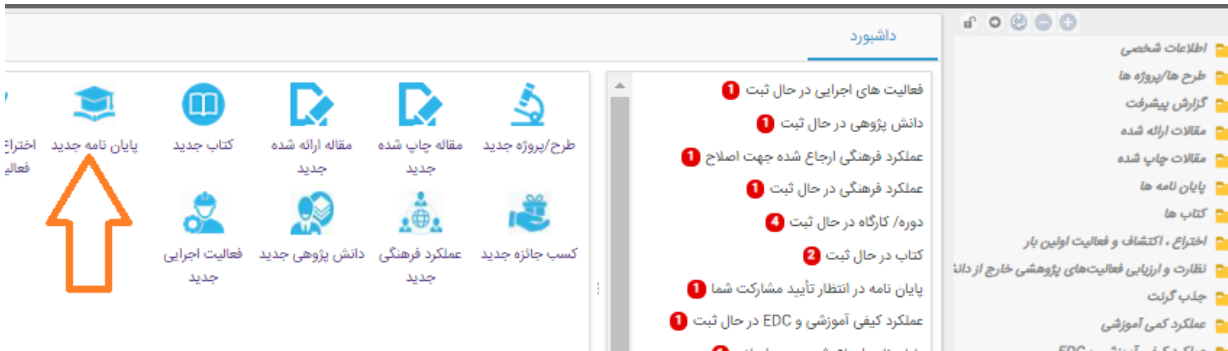 داشبورد
اطلاعات شخصی
طرح ها/پروژه ها
گزارش پیشرفت
مقالات ارائه شده
مقالات چاپ شده
پایان نامه ها
کتاب ها
اختراع ، اکتشاف و فعالیت اولین بار
نظارت و ارزیابی فعالیت‌های پژوهشی خارج از
جذب گرنت
عملکرد کمی آموزشی
فعالیت های اجرایی در حال ثبت 1
دانش پژوهی در حال ثبت 1
عملکرد فرهنگی ارجاع شده جهت اصلاح 1
عملکرد فرهنگی در حال ثبت 1
دوره/ کارگاه در حال ثبت 4
کتاب در حال ثبت 2
پایان نامه در انتظار تأیید مشارکت شما 1
عملکرد کیفی آموزشی و EDC در حال ثبت 1
طرح/پروژه جدید
مقاله چاپ شده
جدید
مقاله ارائه شده
جدید
کتاب جدید
پایان نامه جدید
کسب جائزه جدید
عملکرد فرهنگی
جدید
دانش پژوهی جدید
فعالیت اجرایی
جدید